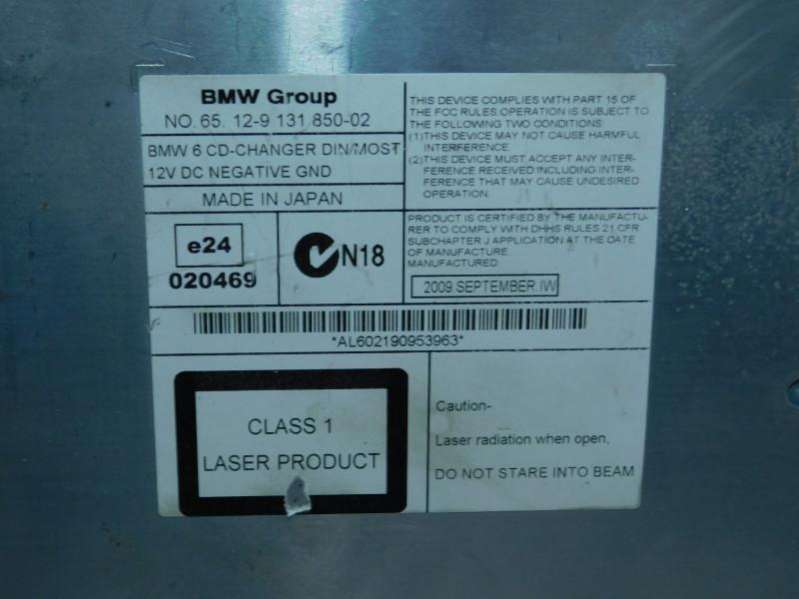 BMW Group
NO. 65. 12-9 131 850-02
BMW 6 CD-CHANGER DIN/MOST
12V DC NEGATIVE GND
MADE IN JAPAN
e24
020469
N18
THIS DEVICE COMPLIES WITH PART 15 OF
THE FCC RULES OPERATION IS SUBJECT TO
THE FOLLOWING TWO CONDITIONS
(1)THIS DEVICE MAY NOT CAUSE HARMFUL
INTERFERENCE
(2)THIS DEVICE MUST ACCEPT ANY INTER-
FERENCE RECEIVED INCLUDING INTER-
FERENCE THAT MAY CAUSE UNDESIRED
OPERATION.
PRODUCT IS CERTIFIED BY THE MANUFACTU-
RER TO COMPLY WITH DHHS RULES 21 CFR
SUBCHAPTER J APPLICATION AT THE DATE
OF MANUFACTURE
MANUFACTURED
2009 SEPTEMBER IW
*AL602190953963*
CLASS 1
LASER PRODUCT
Caution-
Laser radiation when open,
DO NOT STARE INTO BEAM